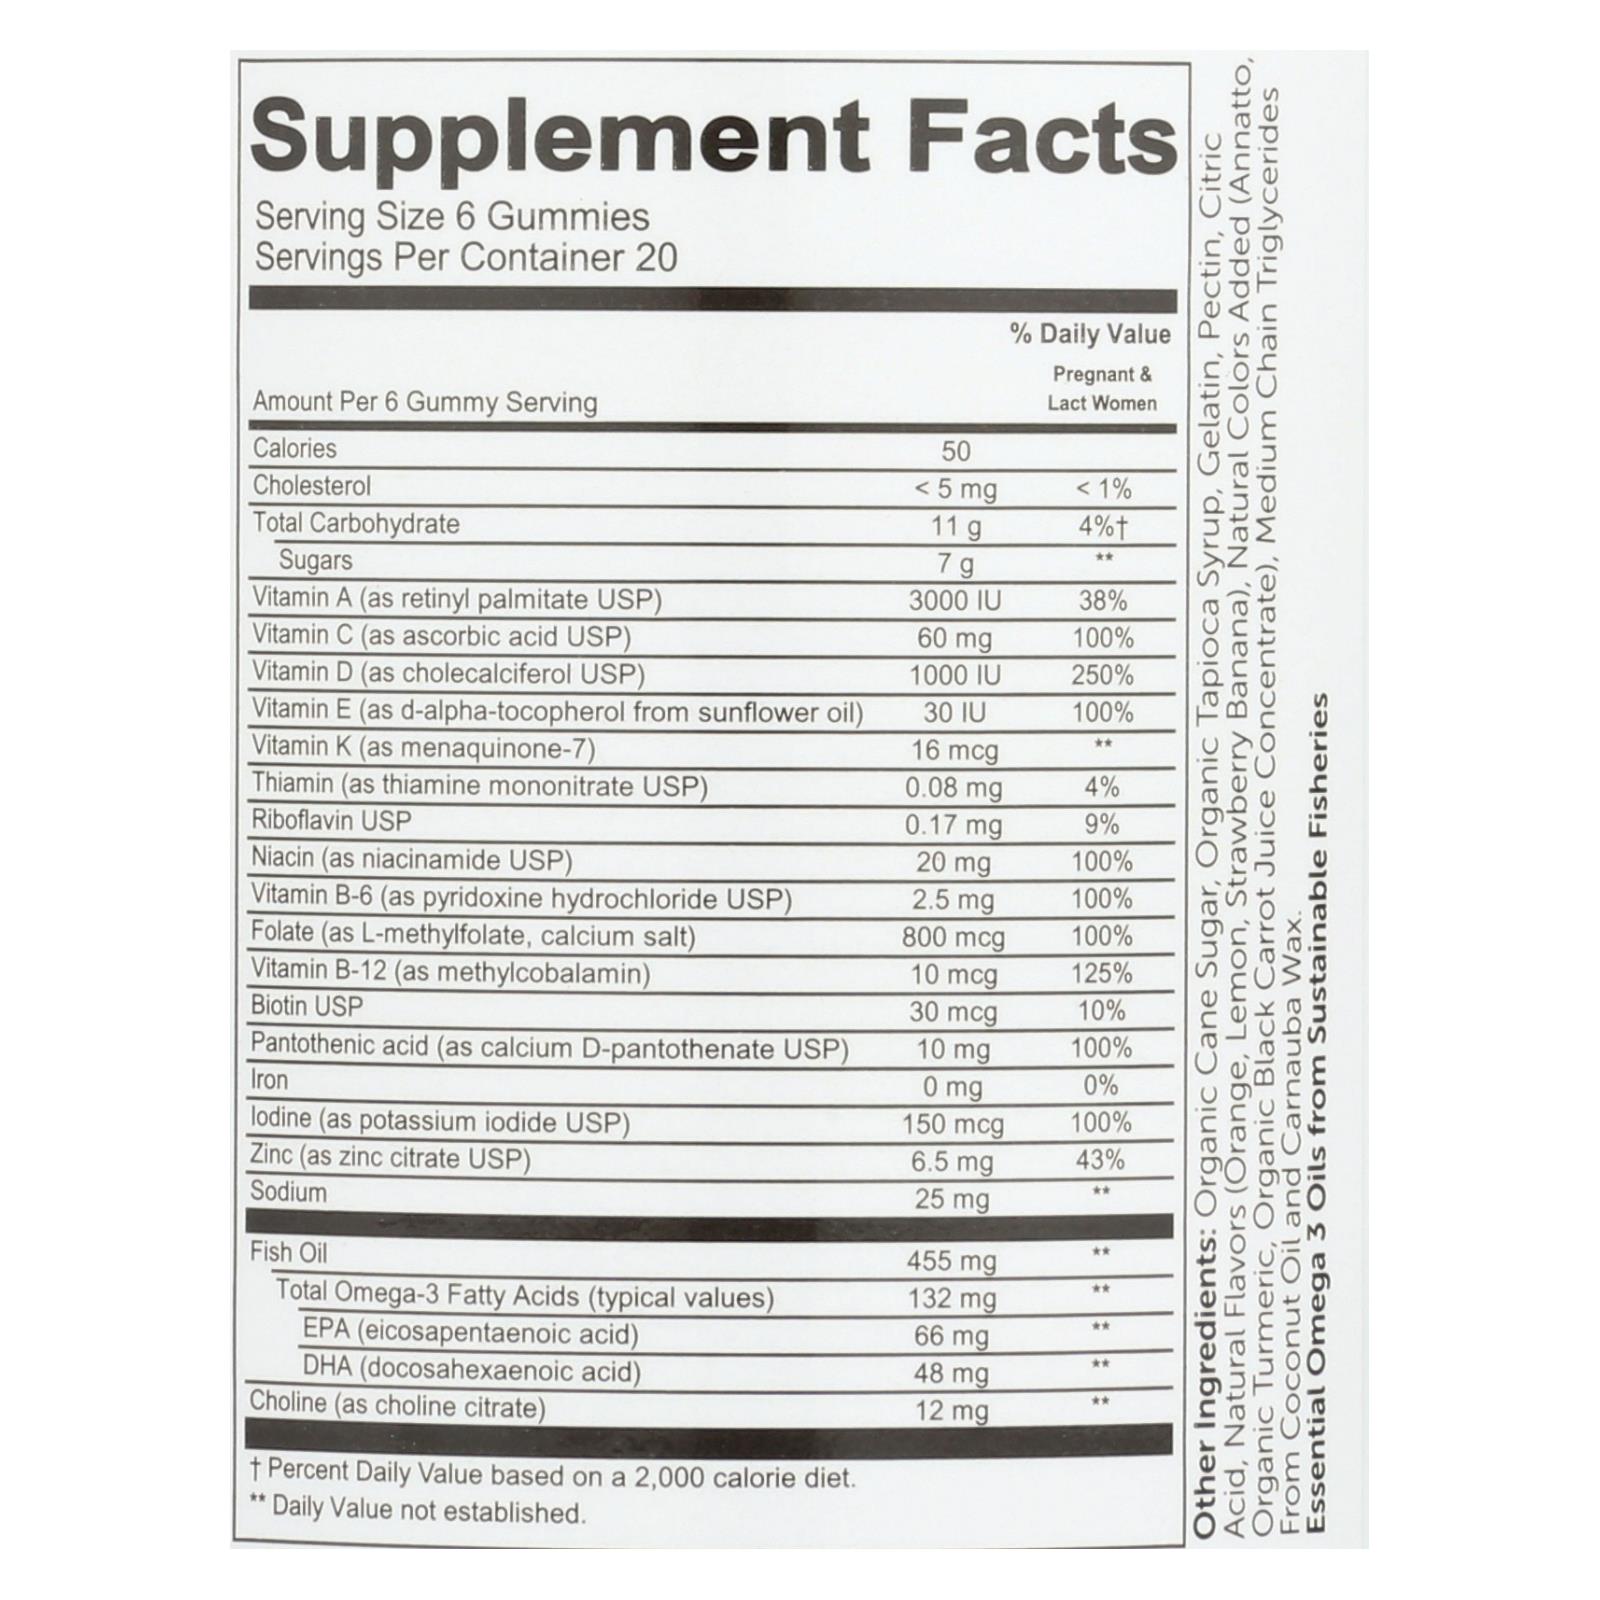 Supplement Facts
Serving Size 6 Gummies
Servings Per Container 20
% Daily Value
Pregnant &
Amount Per 6 Gummy Serving Lact Women
Calories 50
Cholesterol < 5 mg < 1%
Total Carbohydrate 11 g 4%†
Sugars 7 g **
Vitamin A (as retinyl palmitate USP) 3000 IU 38%
Vitamin C (as ascorbic acid USP) 60 mg 100%
Vitamin D (as cholecalciferol USP) 1000 IU 250%
Vitamin E (as d-alpha-tocopherol from sunflower oil) 30 IU 100%
Vitamin K (as menaquinone-7) 16 mcg **
Thiamin (as thiamine mononitrate USP) 0.08 mg 4%
Riboflavin USP 0.17 mg 9%
Niacin (as niacinamide USP) 20 mg 100%
Vitamin B-6 (as pyridoxine hydrochloride USP) 2.5 mg 100%
Folate (as L-methylfolate, calcium salt) 800 mcg 100%
Vitamin B-12 (as methylcobalamin) 10 mcg 125%
Biotin USP 30 mcg 10%
Pantothenic acid (as calcium D-pantothenate USP) 10 mg 100%
Iron 0 mg 0%
Iodine (as potassium iodide USP) 150 mcg 100%
Zinc (as zinc citrate USP) 6.5 mg 43%
Sodium 25 mg **
Fish Oil 455 mg **
Total Omega-3 Fatty Acids (typical values) 132 mg **
EPA (eicosapentaenoic acid) 66 mg **
DHA (docosahexaenoic acid) 48 mg **
Choline (as choline citrate) 12 mg **
† Percent Daily Value based on a 2,000 calorie diet.
** Daily Value not established.
Other Ingredients: Organic Cane Sugar, Organic Tapioca Syrup, Gelatin, Pectin, Citric
Acid, Natural Flavors (Orange, Lemon, Strawberry Banana), Natural Colors Added (Annatto,
Organic Turmeric, Organic Black Carrot Juice Concentrate), Medium Chain Triglycerides
From Coconut Oil and Carnauba Wax.
Essential Omega 3 Oils from Sustainable Fisheries